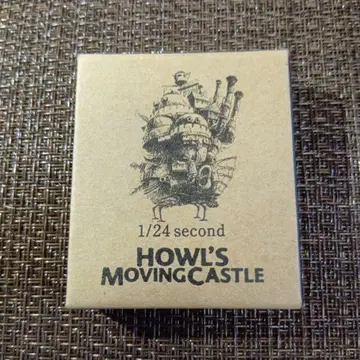 1/24 second
HOWL'S
MOVING CASTLE